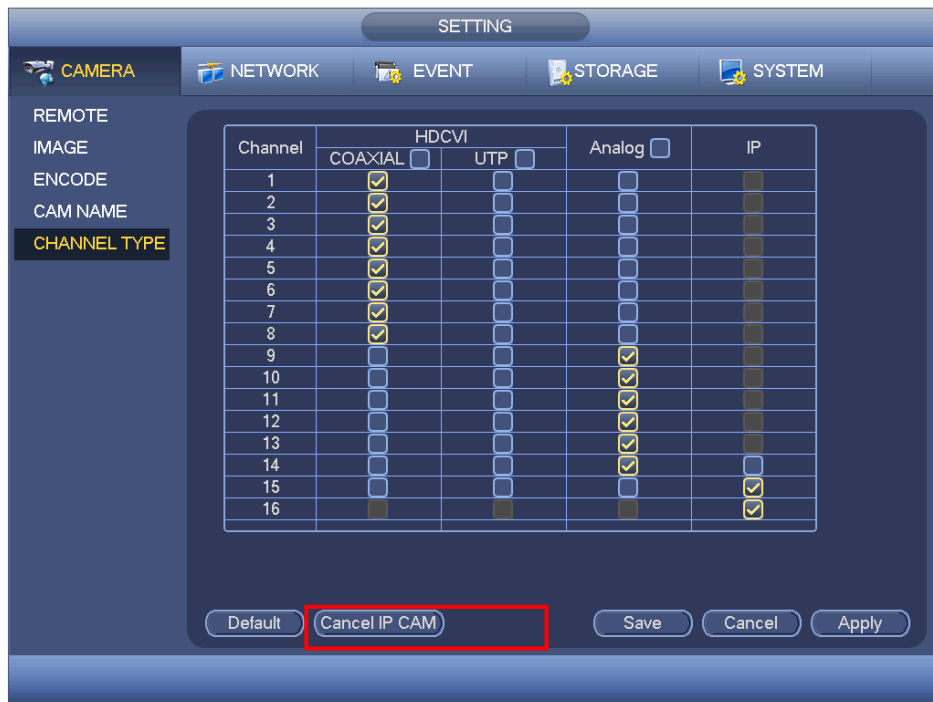 SETTING
CAMERA NETWORK EVENT STORAGE SYSTEM
REMOTE
IMAGE
ENCODE
CAM NAME
CHANNEL TYPE
Channel HDCVI Analog IP
COAXIAL UTP
1
2
3
4
5
6
7
8
9
10
11
12
13
14
15
16
Default Cancel IP CAM Save Cancel Apply